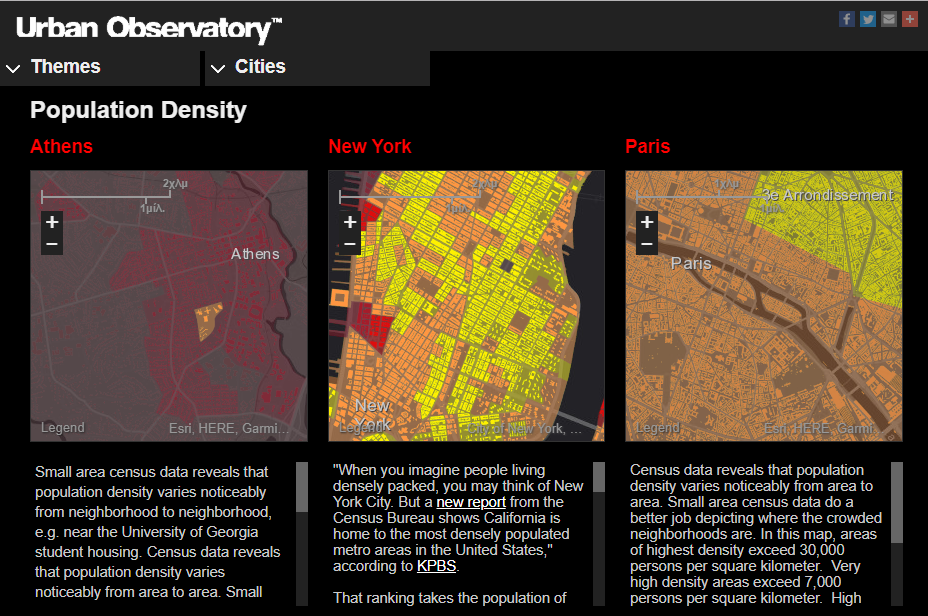 Urban Observatory™
Themes
Cities
Population Density
Athens
New York
Paris
2χλμ
1μίλ.
+
−
Athens
Legend
Esri, HERE, Garmi...
2χλμ
1μίλ.
+
−
New
York
Legend
City of New York, ...
1χλμ
1μίλ.
3e Arrondissement
+
−
Paris
Legend
Esri, HERE, Garmi...
Small area census data reveals that
population density varies noticeably
from neighborhood to neighborhood,
e.g. near the University of Georgia
student housing. Census data reveals
that population density varies
noticeably from area to area. Small
"When you imagine people living
densely packed, you may think of New
York City. But a new report from the
Census Bureau shows California is
home to the most densely populated
metro areas in the United States,"
according to KPBS.
That ranking takes the population of
Census data reveals that population
density varies noticeably from area to
area. Small area census data do a
better job depicting where the crowded
neighborhoods are. In this map, areas
of highest density exceed 30,000
persons per square kilometer. Very
high density areas exceed 7,000
persons per square kilometer. High